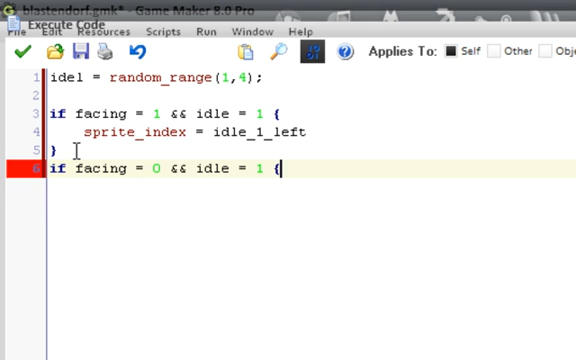 blastendorf.gmk* - Game Maker 8.0 Pro
Execute Code
File Edit Resources Scripts Run Window Help
Applies To: Self Other Obje
1 idel = random_range(1,4);
2
3 if facing = 1 && idle = 1 {
4 sprite_index = idle_1_left
5 }
6 if facing = 0 && idle = 1 {